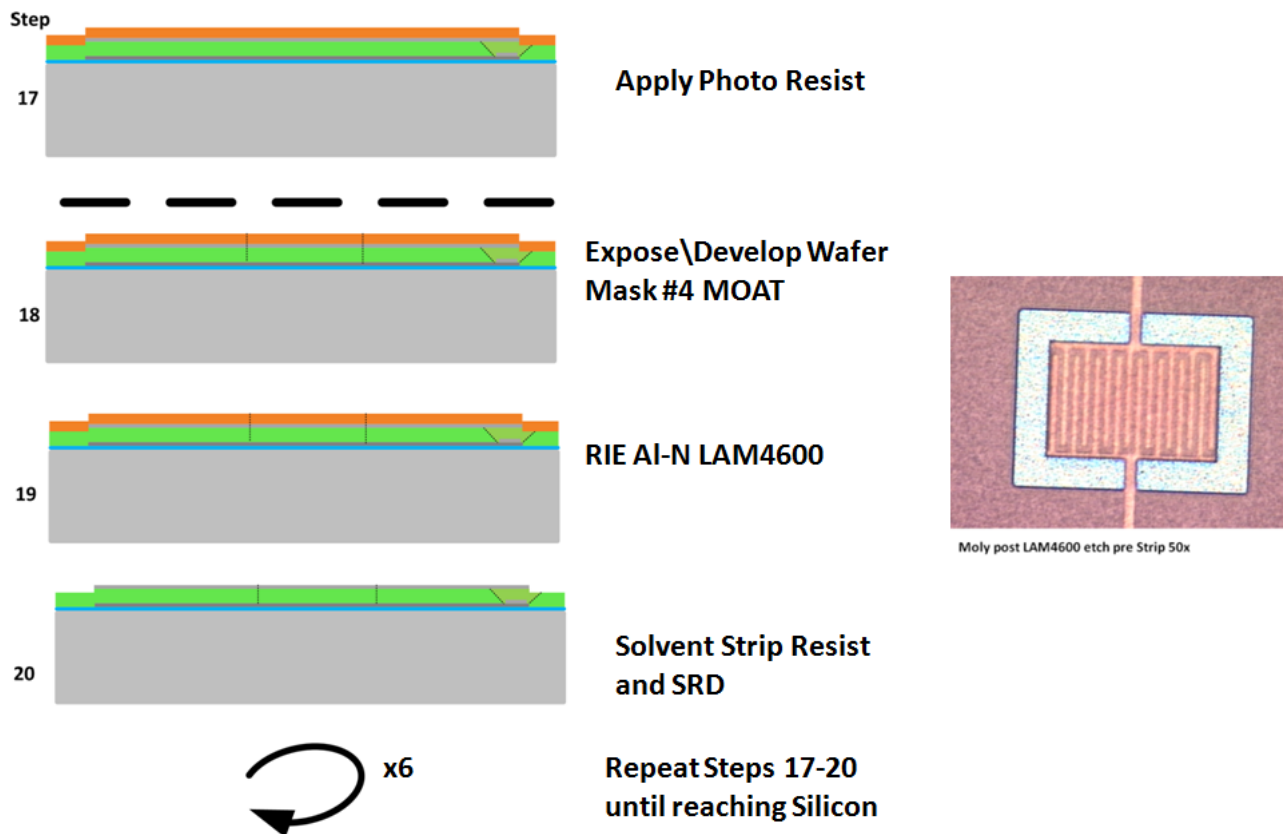 Step
17
Apply Photo Resist
18
Expose\Develop Wafer
Mask #4 MOAT
19
RIE Al-N LAM4600
Moly post LAM4600 etch pre Strip 50x
20
Solvent Strip Resist
and SRD
x6
Repeat Steps 17-20
until reaching Silicon